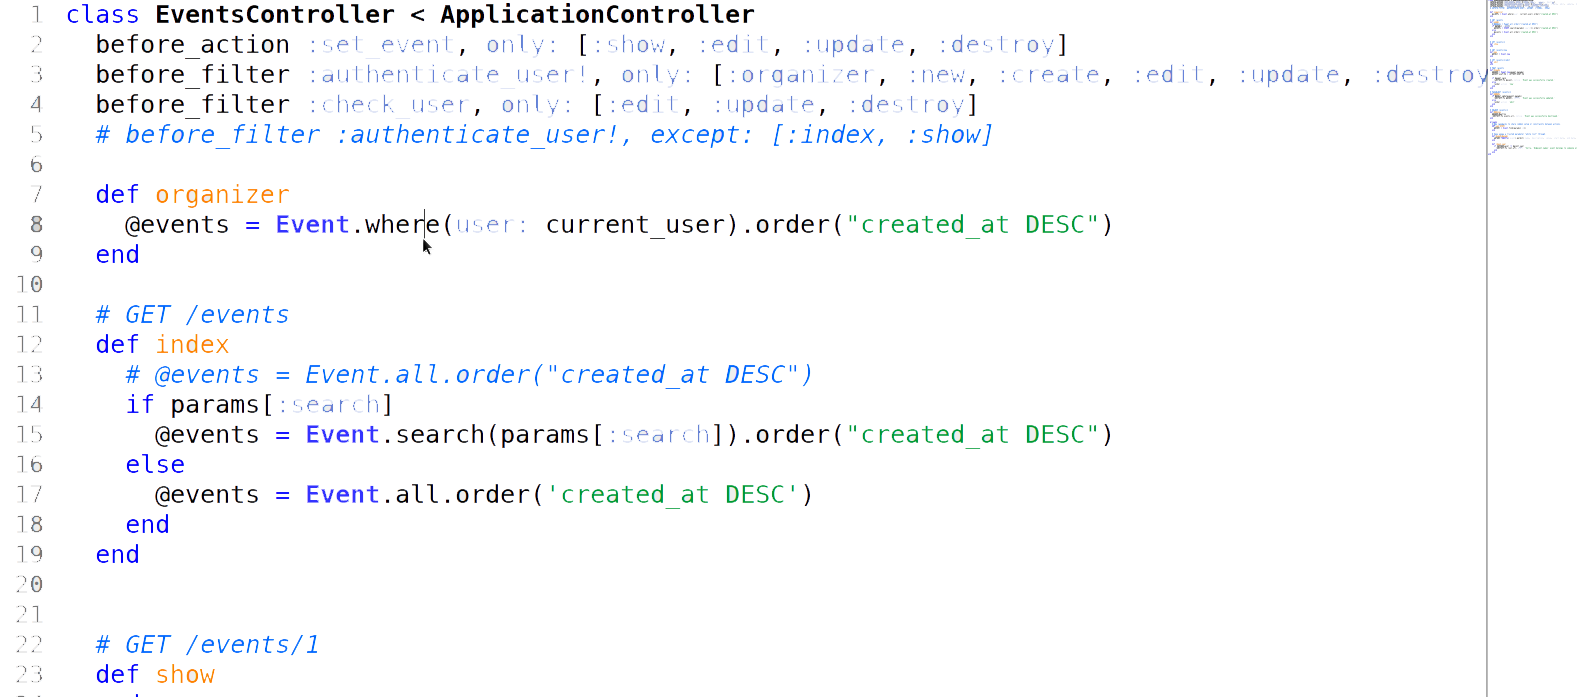 1 class EventsController < ApplicationController
2 before_action :set_event, only: [:show, :edit, :update, :destroy]
3 before_filter :authenticate_user!, only: [:organizer, :new, :create, :edit, :update, :destroy
4 before_filter :check_user, only: [:edit, :update, :destroy]
5 # before_filter :authenticate_user!, except: [:index, :show]
6
7 def organizer
8 @events = Event.where(user: current_user).order("created_at DESC")
9 end
10
11 # GET /events
12 def index
13 # @events = Event.all.order("created_at DESC")
14 if params[:search]
15 @events = Event.search(params[:search]).order("created_at DESC")
16 else
17 @events = Event.all.order('created_at DESC')
18 end
19 end
20
21
22 # GET /events/1
23 def show